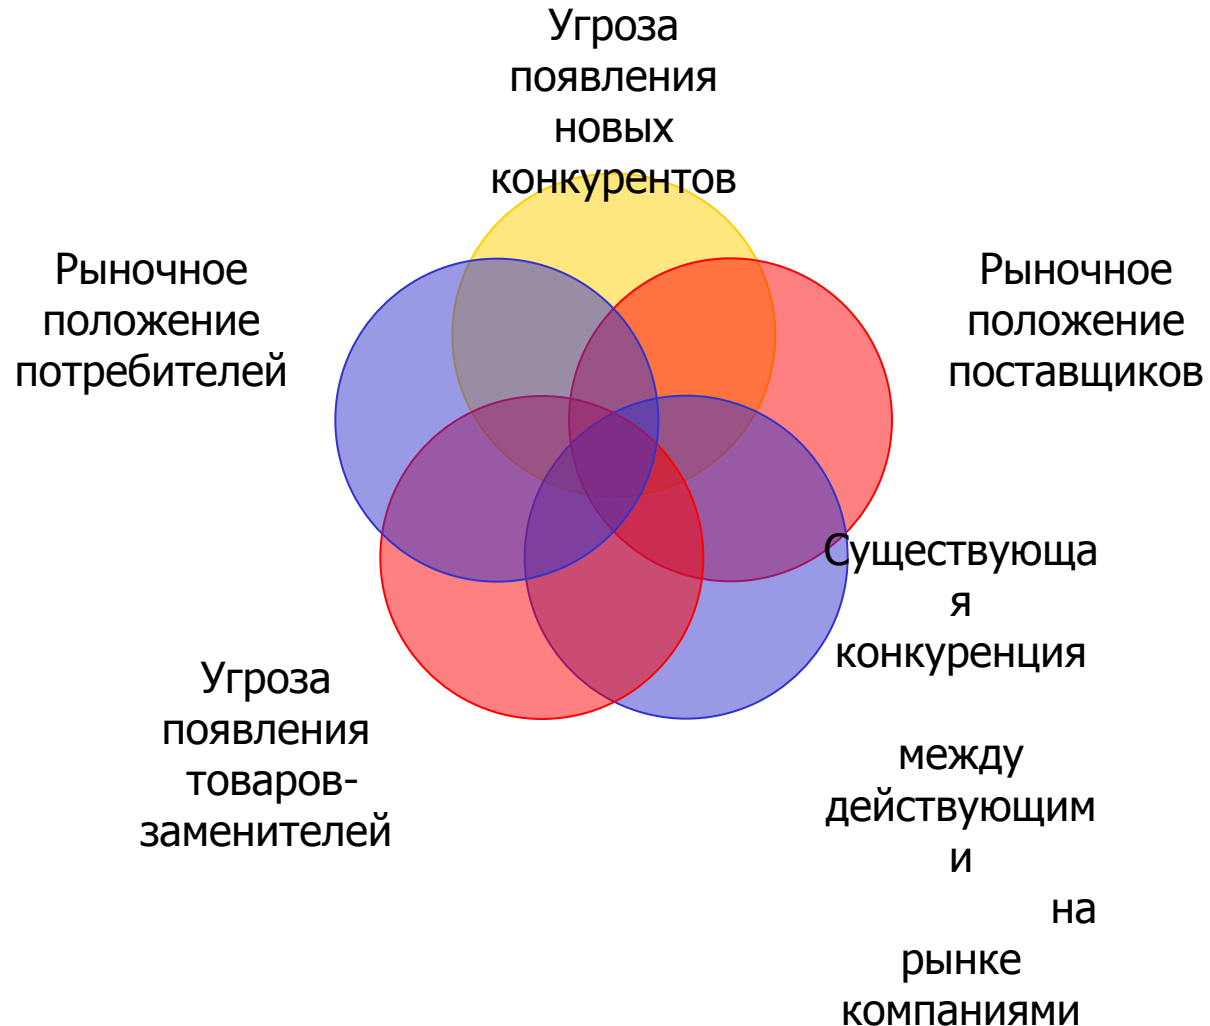 Угроза
появления
новых
конкурентов
Рыночное
положение
потребителей
Рыночное
положение
поставщиков
Существующа
я
конкуренция
между
действующим
и
на
рынке
компаниями
Угроза
появления
товаров-
заменителей